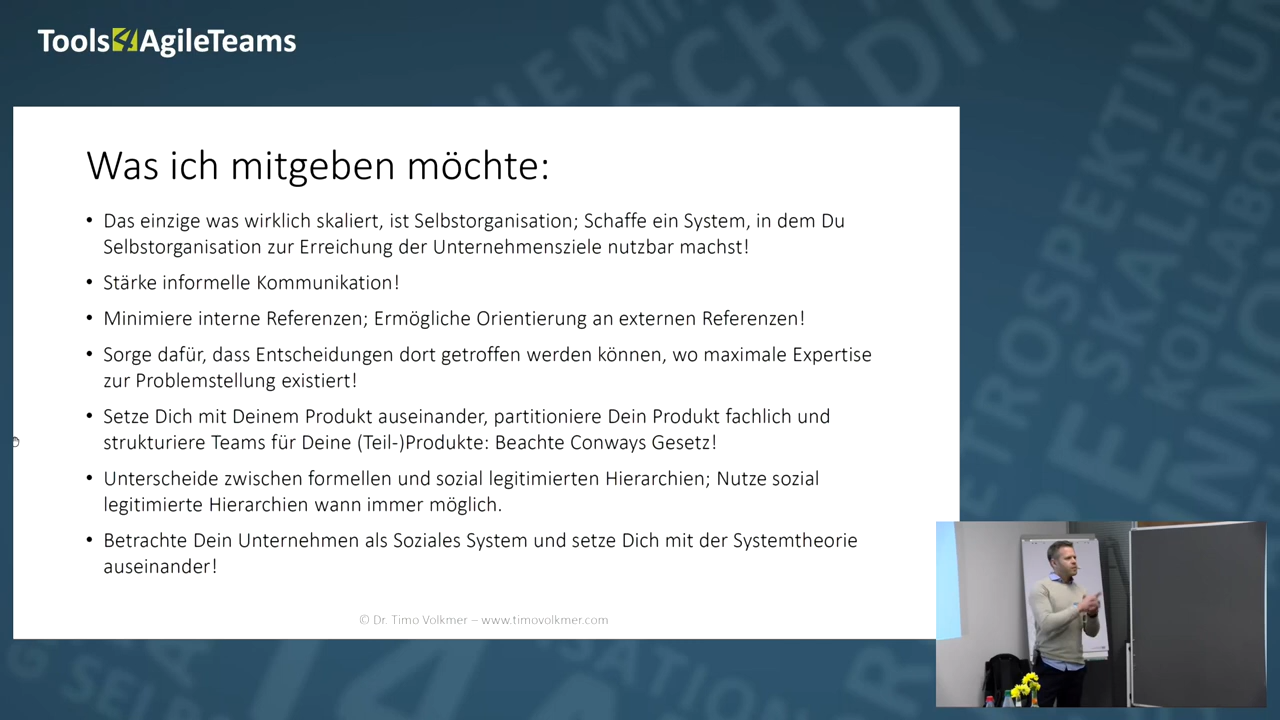 Tools4AgileTeams
Was ich mitgeben möchte:
• Das einzige was wirklich skaliert, ist Selbstorganisation; Schaffe ein System, in dem Du
Selbstorganisation zur Erreichung der Unternehmensziele nutzbar machst!
• Stärke informelle Kommunikation!
• Minimiere interne Referenzen; Ermögliche Orientierung an externen Referenzen!
• Sorge dafür, dass Entscheidungen dort getroffen werden können, wo maximale Expertise
zur Problemstellung existiert!
• Setze Dich mit Deinem Produkt auseinander, partitioniere Dein Produkt fachlich und
strukturiere Teams für Deine (Teil-)Produkte: Beachte Conways Gesetz!
• Unterscheide zwischen formellen und sozial legitimierten Hierarchien; Nutze sozial
legitimierte Hierarchien wann immer möglich.
• Betrachte Dein Unternehmen als Soziales System und setze Dich mit der Systemtheorie
auseinander!
© Dr. Timo Volkmer – www.timovolkmer.com